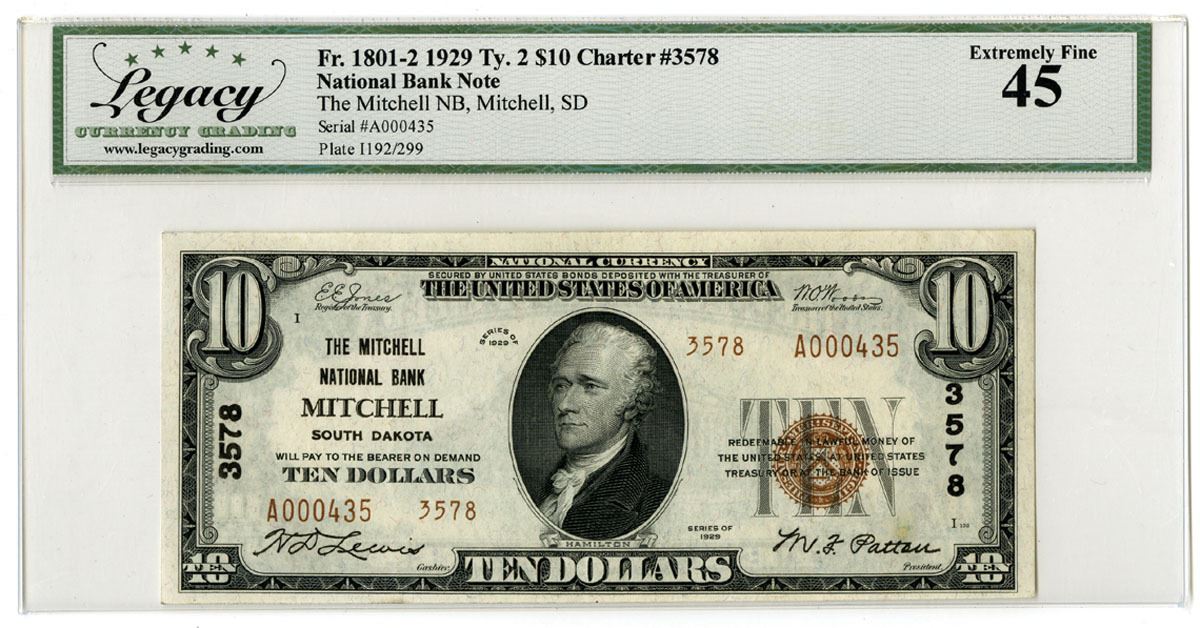 Legacy
CURRENCY GRADING
www.legacygrading.com
Fr. 1801-2 1929 Ty. 2 $10 Charter #3578
National Bank Note
The Mitchell NB, Mitchell, SD
Serial #A000435
Plate I192/299
Extremely Fine
45
NATIONAL CURRENCY
SECURED BY UNITED STATES BONDS DEPOSITED WITH THE TREASURER OF
THE UNITED STATES OF AMERICA
10
10
E E Jones
Register of the Treasury.
W.O. Woods
Treasurer of the United States.
I
SERIES OF
1929
3578 A000435
THE MITCHELL
NATIONAL BANK
MITCHELL
SOUTH DAKOTA
WILL PAY TO THE BEARER ON DEMAND
TEN DOLLARS
3578
3578
TEN
REDEEMABLE IN LAWFUL MONEY OF
THE UNITED STATES AT UNITED STATES
TREASURY OR AT THE BANK OF ISSUE
A000435 3578
SERIES OF
1929
I
HAMILTON
N D Lewis
Cashier
M. F. Patton
President
10
TEN DOLLARS
10